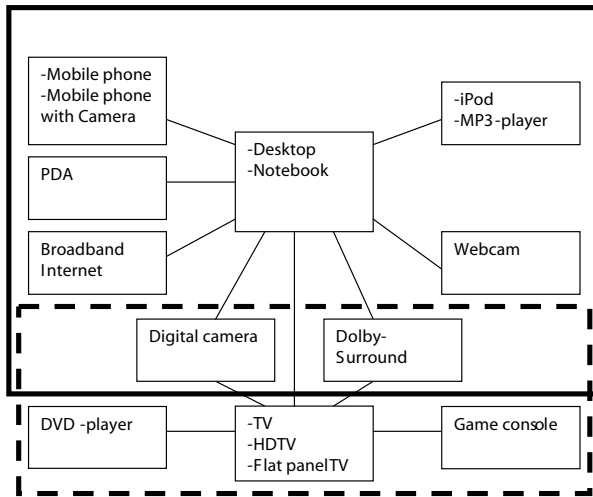 -Mobile phone
-Mobile phone
with Camera
-iPod
-MP3-player
-Desktop
-Notebook
PDA
Broadband
Internet
Webcam
Digital camera
Dolby-
Surround
DVD -player
-TV
-HDTV
-Flat panelTV
Game console